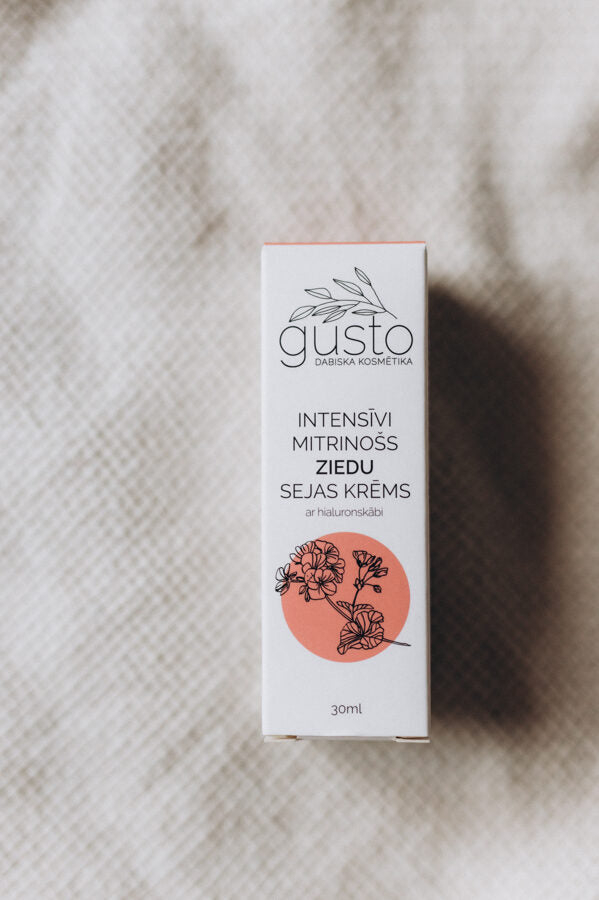 gusto
DABISKA KOSMĒTIKA
INTENSĪVI
MITRINOŠS
ZIEDU
SEJAS KRĒMS
ar hialuronskābi
30ml